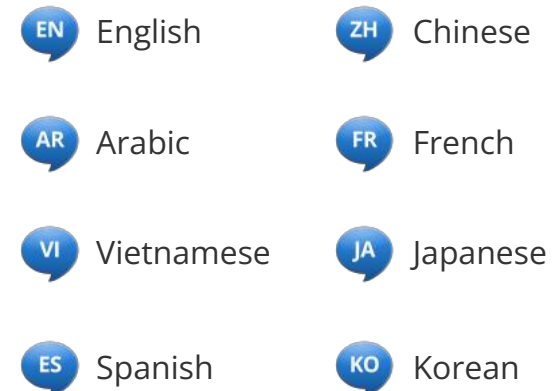 EN English ZH Chinese
AR Arabic FR French
VI Vietnamese JA Japanese
ES Spanish KO Korean